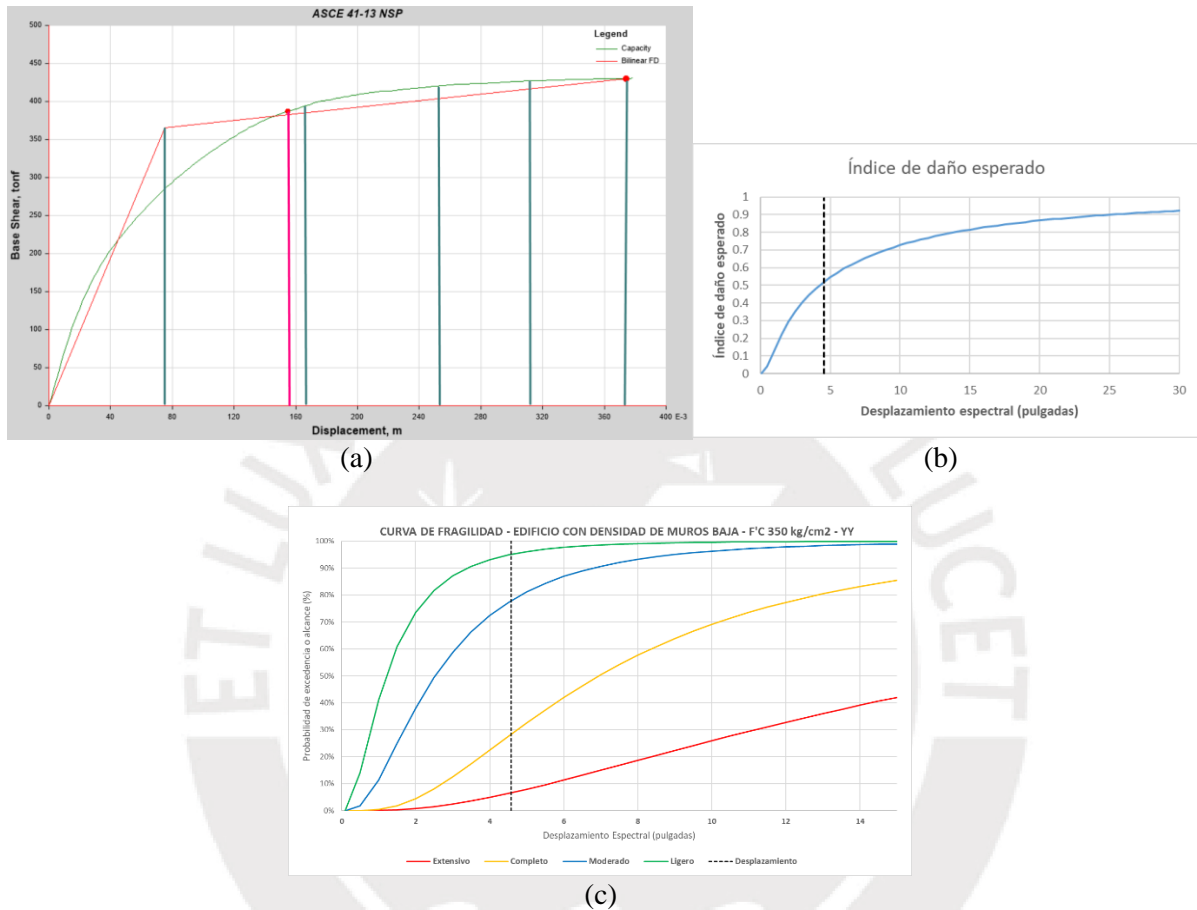 ASCE 41-13 NSP
Legend
Capacity
Bilinear FD
500
450
400
350
300
250
200
150
100
50
0
Base Shear, tonf
0 40 80 120 160 200 240 280 320 360 400 E-3
Displacement, m
(a)
Índice de daño esperado
1
0.9
0.8
0.7
0.6
0.5
0.4
0.3
0.2
0.1
0
Índice de daño esperado
0 5 10 15 20 25 30
Desplazamiento espectral (pulgadas)
(b)
CURVA DE FRAGILIDAD - EDIFICIO CON DENSIDAD DE MUROS BAJA - F'C 350 kg/cm2 - YY
100%
90%
80%
70%
60%
50%
40%
30%
20%
10%
0%
Probabilidad de excedencia o alcance (%)
0 2 4 6 8 10 12 14
Desplazamiento Espectral (pulgadas)
Extensivo Completo Moderado Ligero Desplazamiento
(c)
ET LUX
LUCET